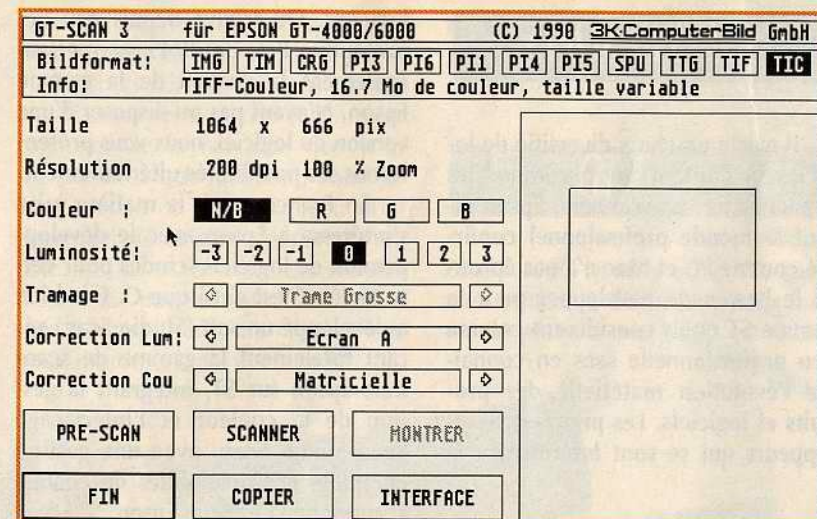 GT-SCAN 3 für EPSON GT-4000/6000 (C) 1990 3K-ComputerBild GmbH
Bildformat: IMG TIM CRG PI3 PI6 PI1 PI4 PI5 SPU TTG TIF TIC
Info: TIFF-Couleur, 16.7 Mo de couleur, taille variable
Taille 1064 x 666 pix
Résolution 200 dpi 100 % Zoom
Couleur : N/B R G B
Luminosité: -3 -2 -1 0 1 2 3
Tramage : Trame Grosse
Correction Lum: Ecran A
Correction Cou Matricielle
PRE-SCAN SCANNER MONTRER
FIN COPIER INTERFACE